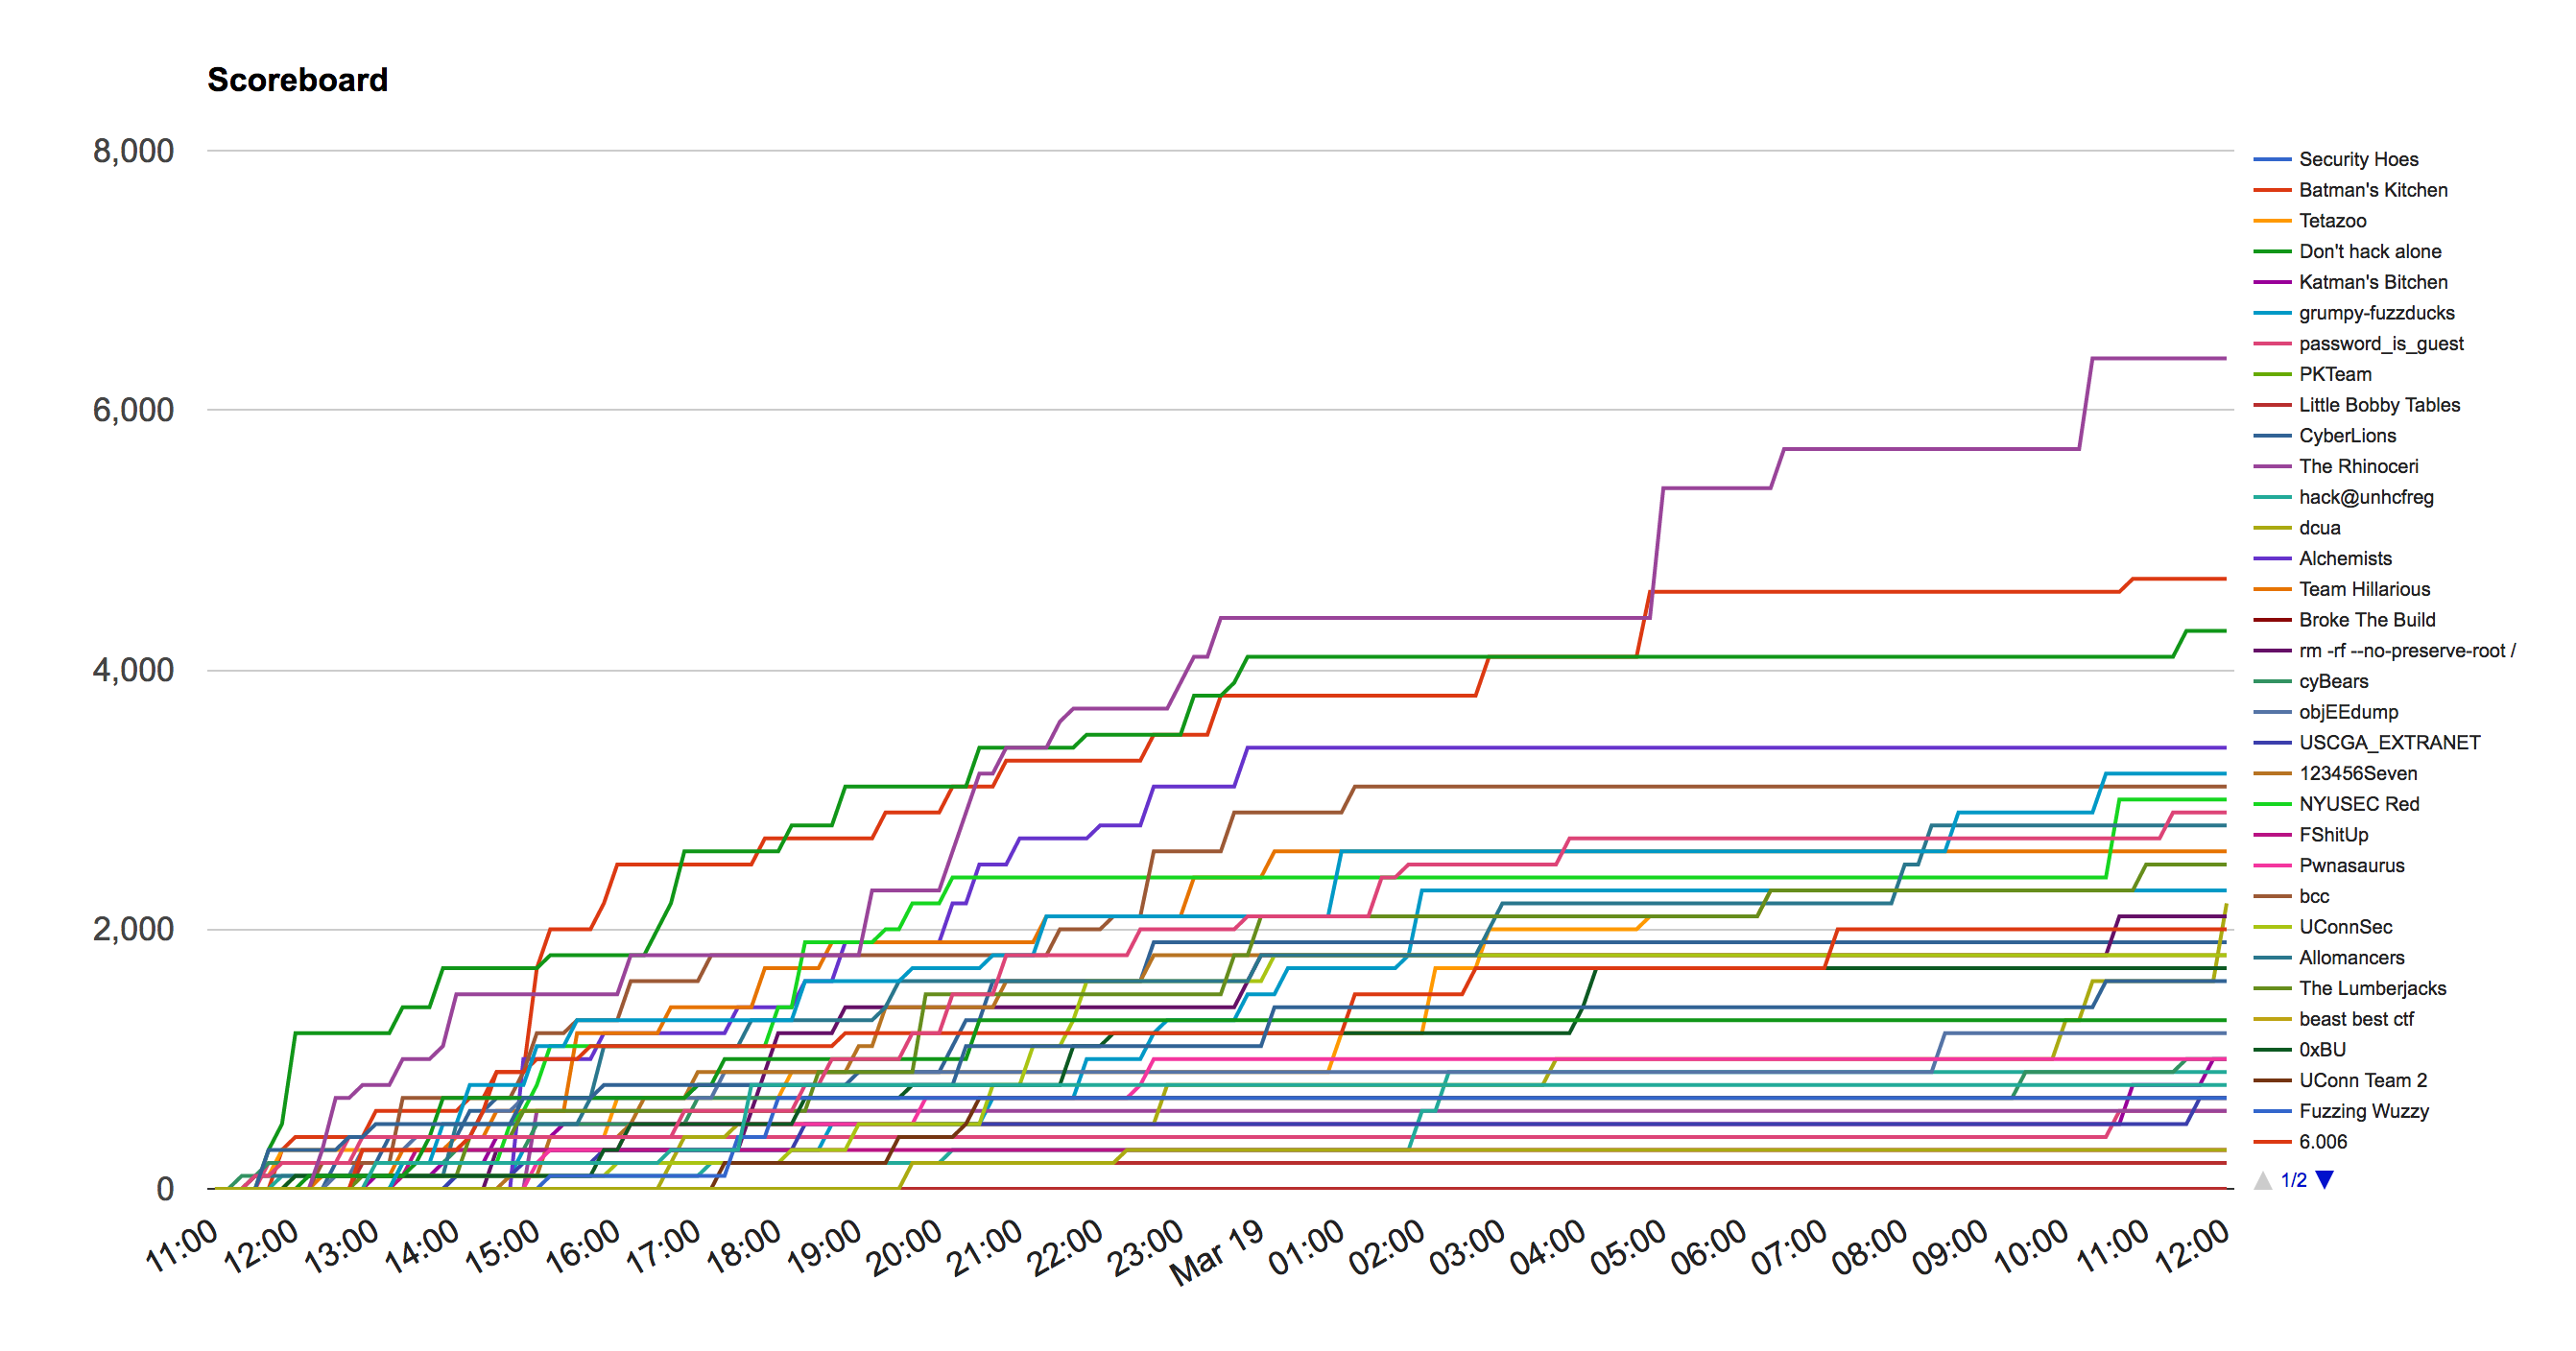 Scoreboard
8,000
6,000
4,000
2,000
0
11:00
12:00
13:00
14:00
15:00
16:00
17:00
18:00
19:00
20:00
21:00
22:00
23:00
Mar 19
01:00
02:00
03:00
04:00
05:00
06:00
07:00
08:00
09:00
10:00
11:00
12:00
Security Hoes
Batman's Kitchen
Tetazoo
Don't hack alone
Katman's Bitchen
grumpy-fuzzducks
password_is_guest
PKTeam
Little Bobby Tables
CyberLions
The Rhinoceri
hack@unhcfreg
dcua
Alchemists
Team Hillarious
Broke The Build
rm -rf --no-preserve-root /
cyBears
objEEdump
USCGA_EXTRANET
123456Seven
NYUSEC Red
FShitUp
Pwnasaurus
bcc
UConnSec
Allomancers
The Lumberjacks
beast best ctf
0xBU
UConn Team 2
Fuzzing Wuzzy
6.006
1/2